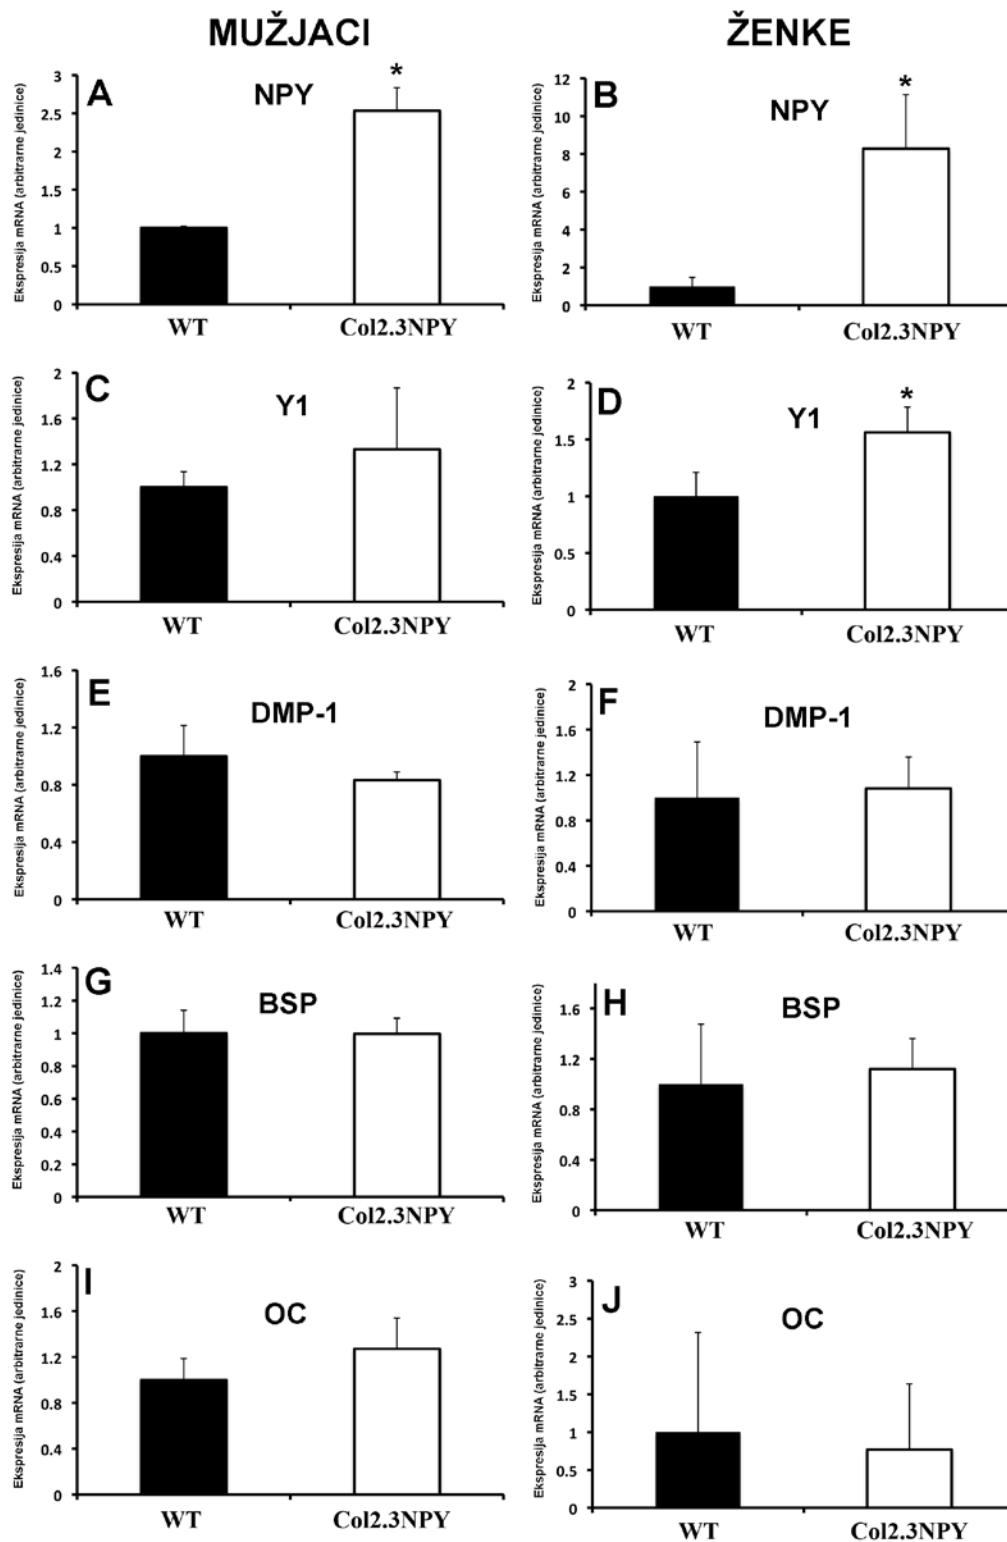 MUŽJACI
ŽENKE
A
NPY
*
Ekspresija mRNA (arbitrarne jedinice)
3
2.5
2
1.5
1
0.5
0
WT
Col2.3NPY
B
NPY
*
Ekspresija mRNA (arbitrarne jedinice)
12
10
8
6
4
2
0
WT
Col2.3NPY
C
Y1
Ekspresija mRNA (arbitrarne jedinice)
2
1.6
1.2
0.8
0.4
0
WT
Col2.3NPY
D
Y1
*
Ekspresija mRNA (arbitrarne jedinice)
2
1.5
1
0.5
0
WT
Col2.3NPY
E
DMP-1
Ekspresija mRNA (arbitrarne jedinice)
1.6
1.2
0.8
0.4
0
WT
Col2.3NPY
F
DMP-1
Ekspresija mRNA (arbitrarne jedinice)
2
1.6
1.2
0.8
0.4
0
WT
Col2.3NPY
G
BSP
Ekspresija mRNA (arbitrarne jedinice)
1.4
1.2
1
0.8
0.6
0.4
0.2
0
WT
Col2.3NPY
H
BSP
Ekspresija mRNA (arbitrarne jedinice)
1.6
1.2
0.8
0.4
0
WT
Col2.3NPY
I
OC
Ekspresija mRNA (arbitrarne jedinice)
2
1.6
1.2
0.8
0.4
0
WT
Col2.3NPY
J
OC
Ekspresija mRNA (arbitrarne jedinice)
3
2.5
2
1.5
1
0.5
0
WT
Col2.3NPY